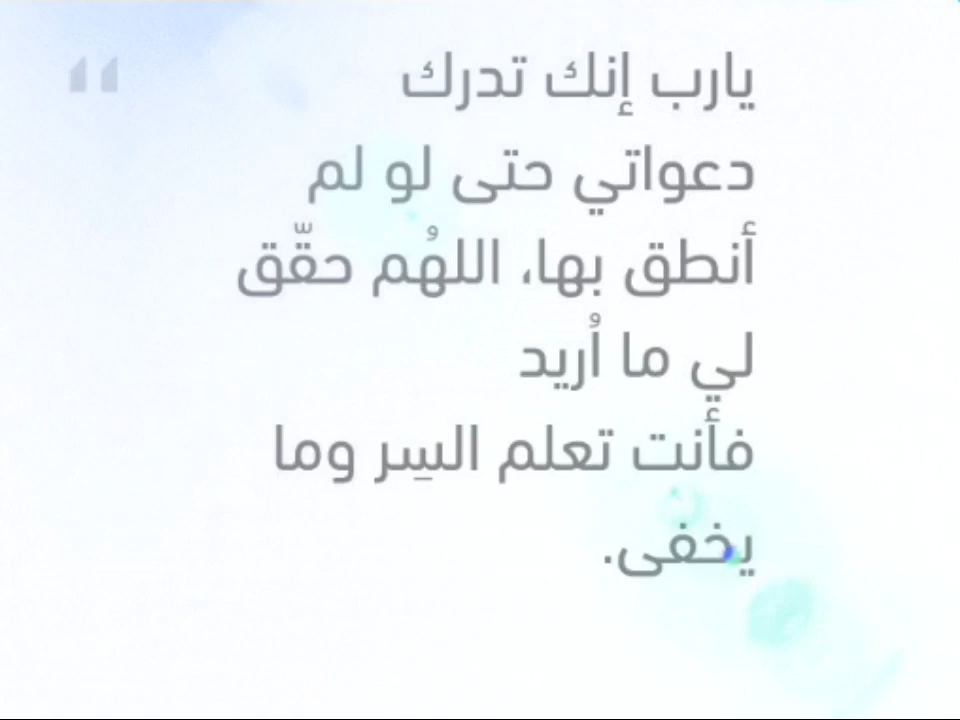 يارب إنك تدرك
دعواتي حتى لو لم
أنطق بها، اللهُم حقّق
لي ما اُريد
فأنت تعلم السِر وما
يخفى.